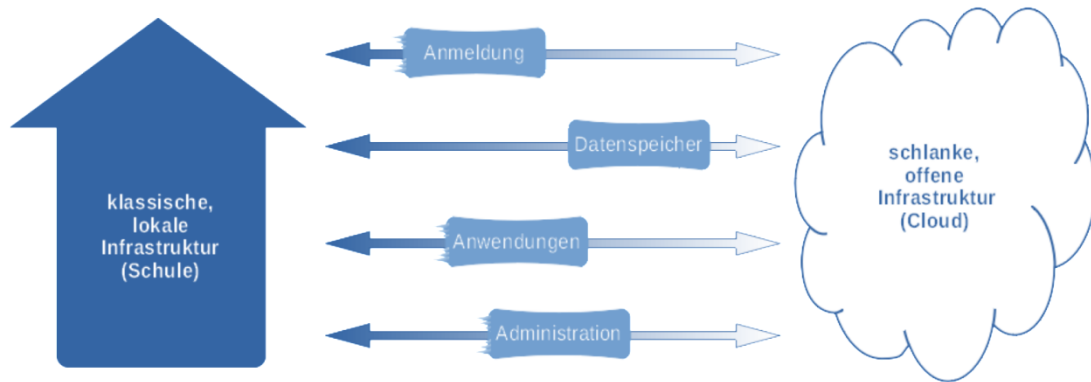 klassische,
lokale
Infrastruktur
(Schule)
Anmeldung
Datenspeicher
Anwendungen
Administration
schlanke,
offene
Infrastruktur
(Cloud)